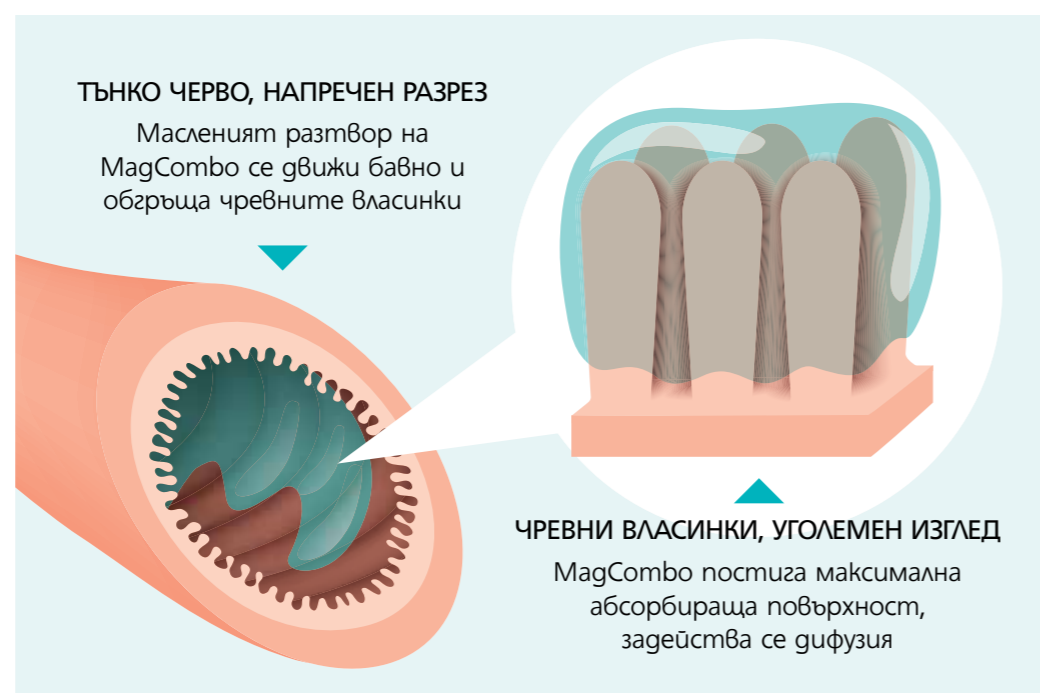 ТЪНКО ЧЕРВО, НАПРЕЧЕН РАЗРЕЗ
Масленият разтвор на
MagCombo се движи бавно и
обгръща чревните власинки
ЧРЕВНИ ВЛАСИНКИ, УГОЛЕМЕН ИЗГЛЕД
MagCombo постига максимална
абсорбираща повърхност,
задейства се дифузия